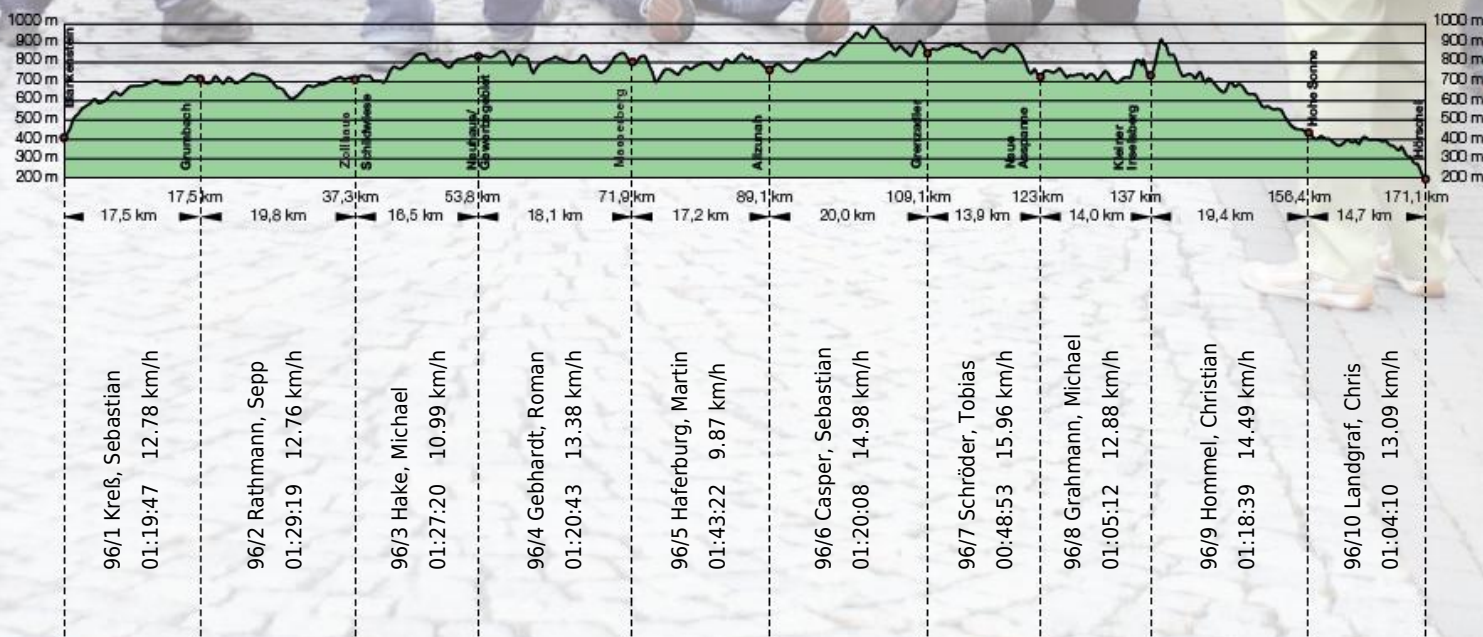 1000 m
900 m
800 m
700 m
600 m
500 m
400 m
300 m
200 m
1000 m
900 m
800 m
700 m
600 m
500 m
400 m
300 m
200 m
Blankenstein
Grumbach
Zollhaus
Schildwiese
Neuhaus/
Gewerbegebiet
Masserberg
Allzunah
Grenzadler
Neue
Ausspanne
Kleiner
Inselsberg
Hohe Sonne
Hörschel
17,5 km
37,3 km
53,8 km
71,9 km
89,1 km
109,1 km
123 km
137 km
156,4 km
171,1 km
17,5 km
19,8 km
16,5 km
18,1 km
17,2 km
20,0 km
13,9 km
14,0 km
19,4 km
14,7 km
96/1 Kreß, Sebastian
01:19:47 12.78 km/h
96/2 Rathmann, Sepp
01:29:19 12.76 km/h
96/3 Hake, Michael
01:27:20 10.99 km/h
96/4 Gebhardt, Roman
01:20:43 13.38 km/h
96/5 Haferburg, Martin
01:43:22 9.87 km/h
96/6 Casper, Sebastian
01:20:08 14.98 km/h
96/7 Schröder, Tobias
00:48:53 15.96 km/h
96/8 Grahmann, Michael
01:05:12 12.88 km/h
96/9 Hommel, Christian
01:18:39 14.49 km/h
96/10 Landgraf, Chris
01:04:10 13.09 km/h